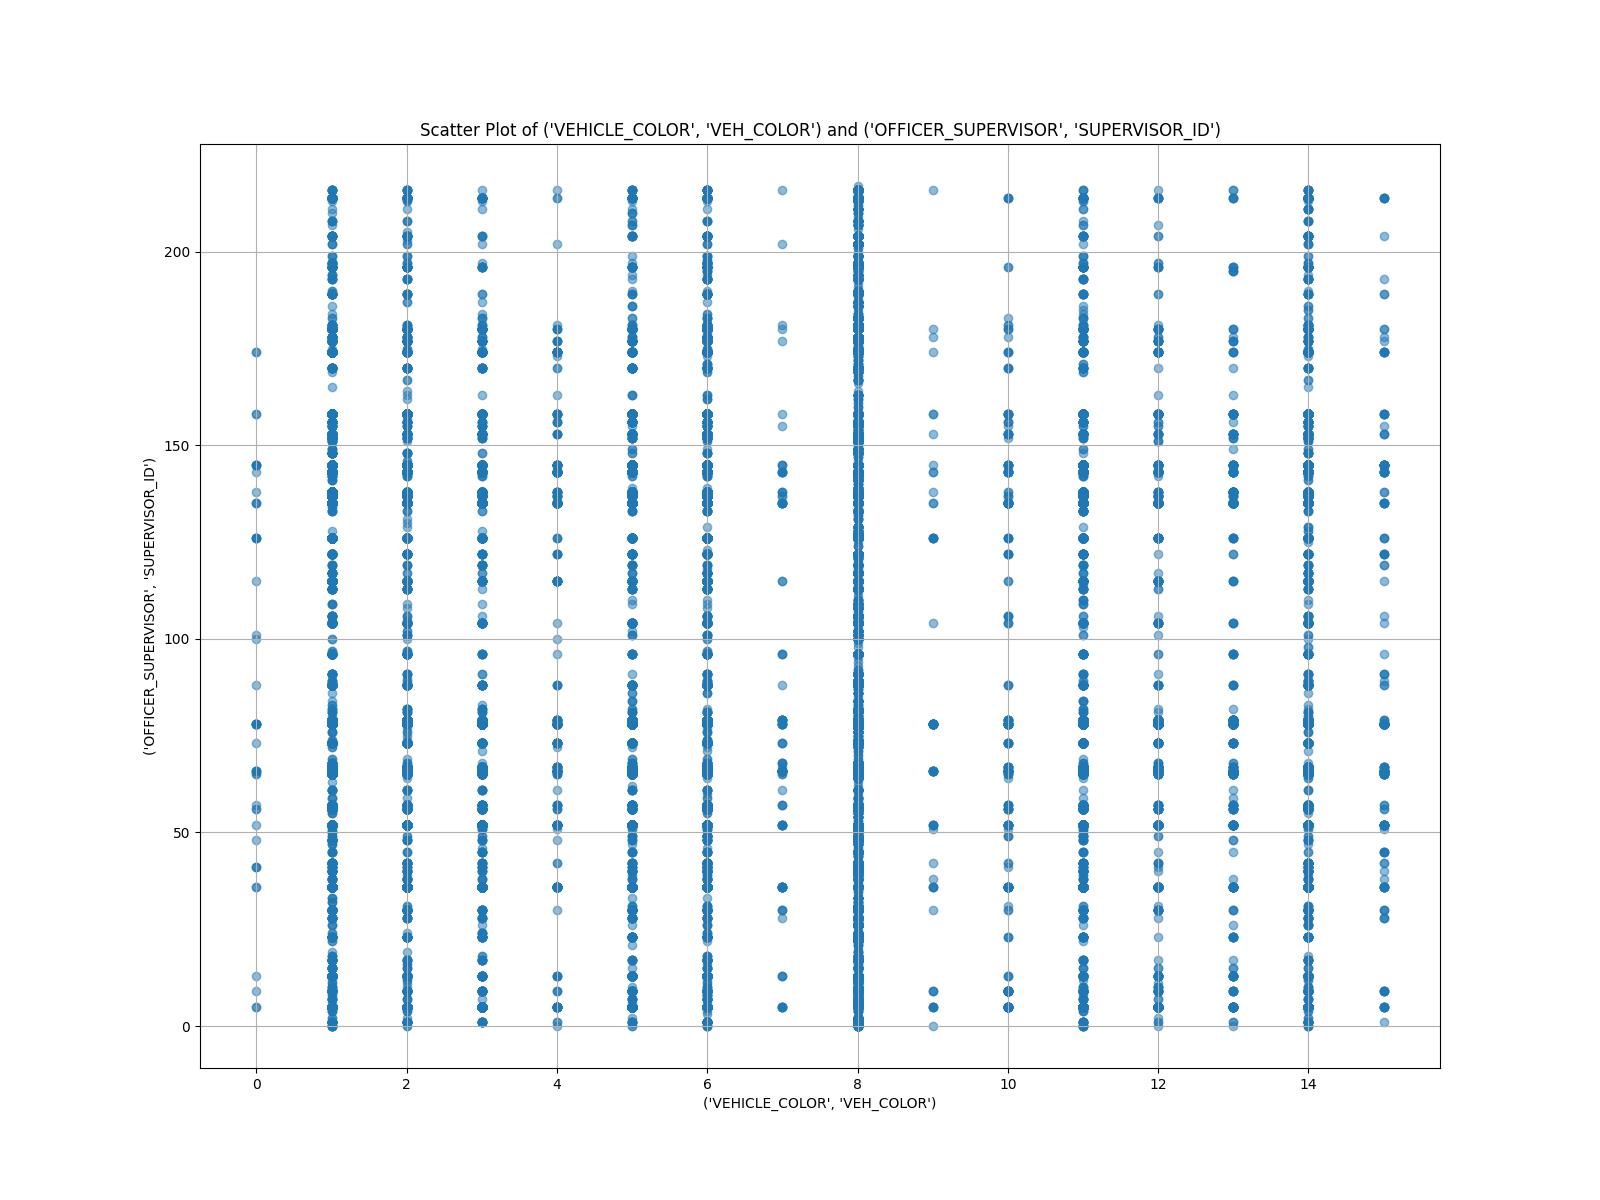 Scatter Plot of ('VEHICLE_COLOR', 'VEH_COLOR') and ('OFFICER_SUPERVISOR', 'SUPERVISOR_ID')
('OFFICER_SUPERVISOR', 'SUPERVISOR_ID')
200
150
100
50
0
0 2 4 6 8 10 12 14
('VEHICLE_COLOR', 'VEH_COLOR')